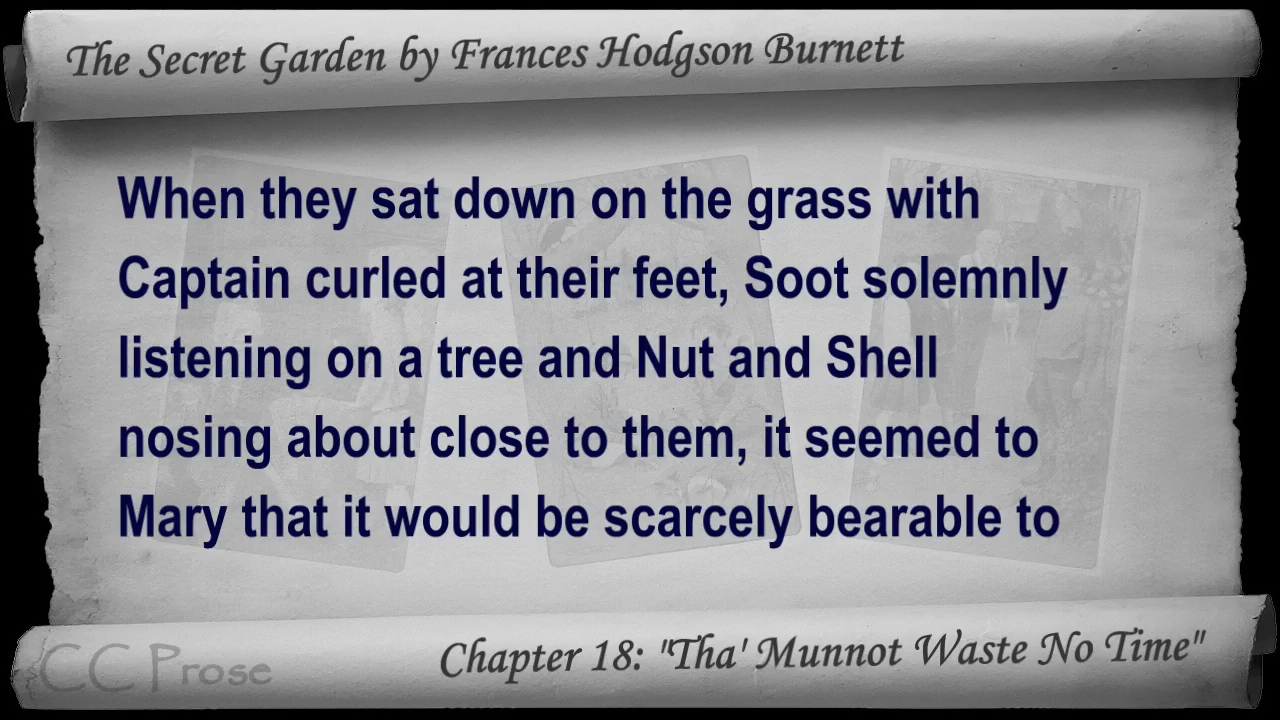 The Secret Garden by Frances Hodgson Burnett
When they sat down on the grass with
Captain curled at their feet, Soot solemnly
listening on a tree and Nut and Shell
nosing about close to them, it seemed to
Mary that it would be scarcely bearable to
CC Prose
Chapter 18: "Tha' Munnot Waste No Time"